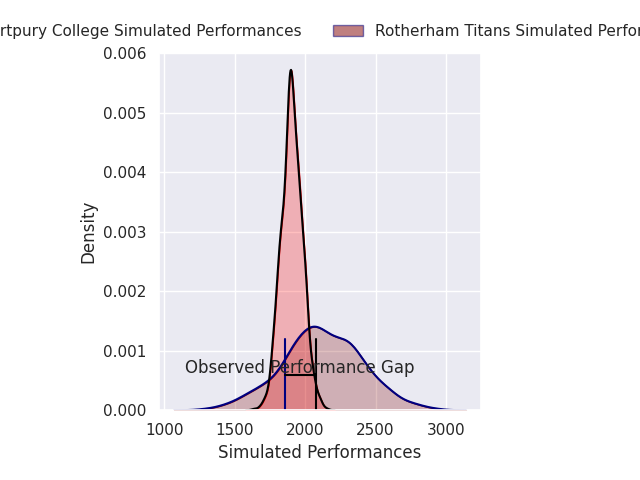 rtpury College Simulated Performances
Rotherham Titans Simulated Perfor
0.006
0.005
0.004
0.003
0.002
0.001
0.000
Density
Observed Performance Gap
1000 1500 2000 2500 3000
Simulated Performances